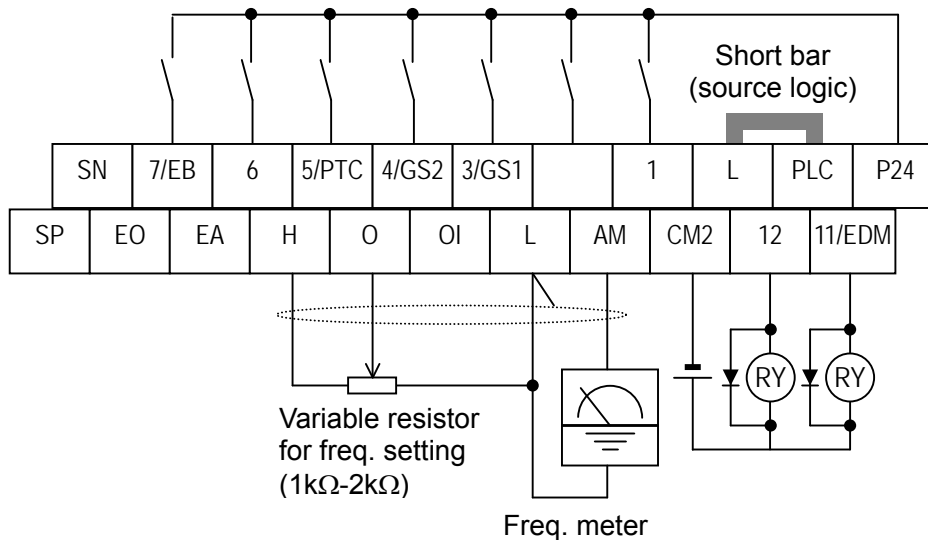 Short bar
(source logic)
SN 7/EB 6 5/PTC 4/GS2 3/GS1 1 L PLC P24
SP EO EA H O OI L AM CM2 12 11/EDM
RY RY
Variable resistor
for freq. setting
(1kΩ-2kΩ)
Freq. meter